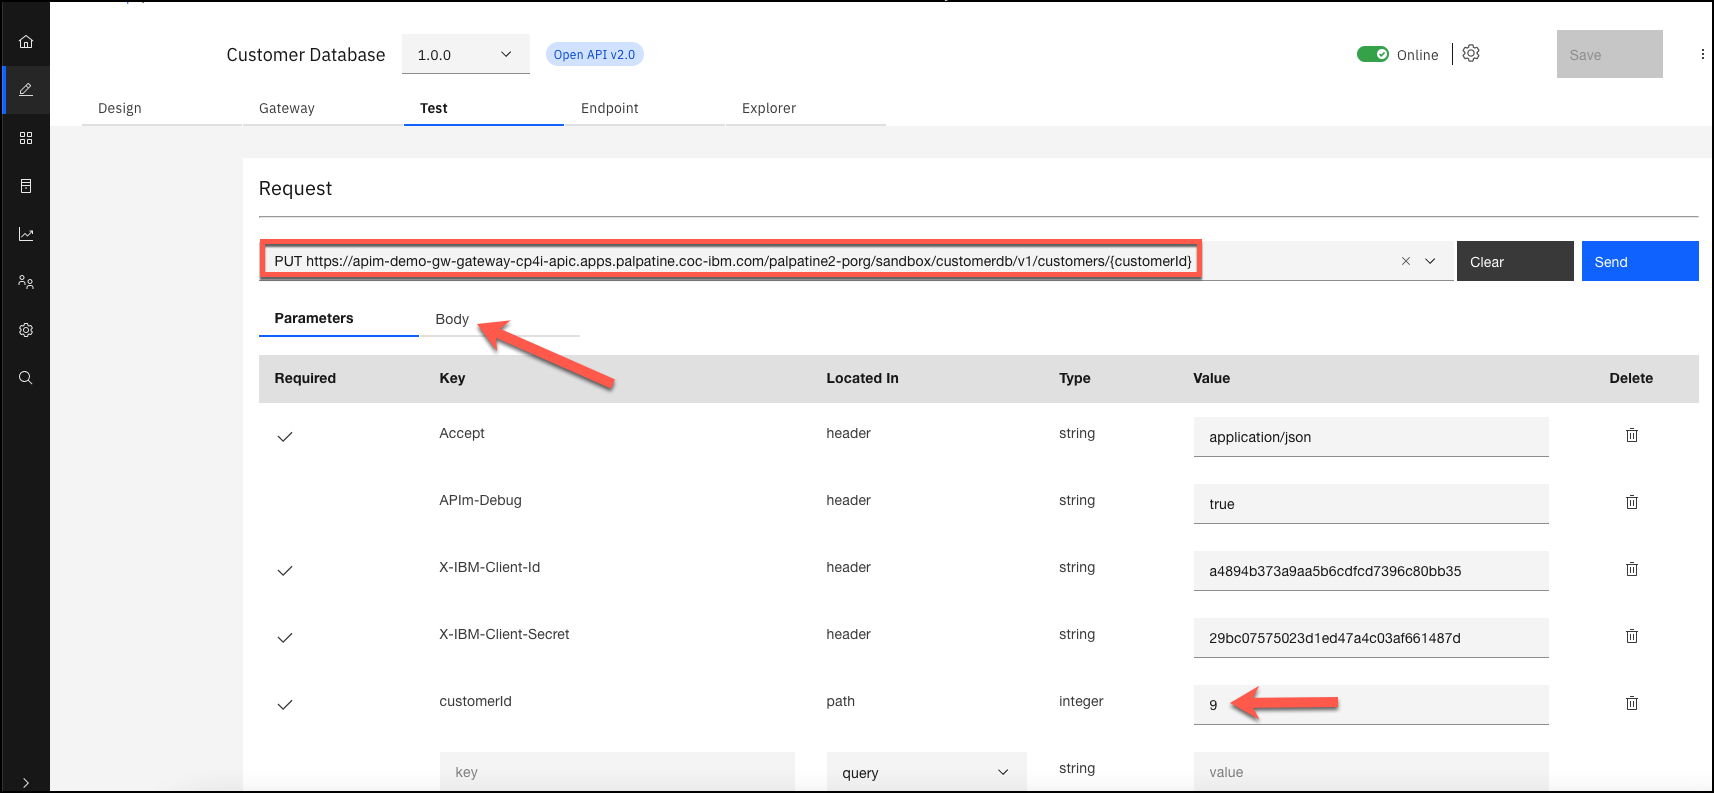 Customer Database
1.0.0
Open API v2.0
Online
Save
Design
Gateway
Test
Endpoint
Explorer
Request
PUT https://apim-demo-gw-gateway-cp4i-apic.apps.palpatine.coc-ibm.com/palpatine2-porg/sandbox/customerdb/v1/customers/{customerId}
Clear
Send
Parameters
Body
Required Key Located In Type Value Delete
Accept header string application/json
APIm-Debug header string true
X-IBM-Client-Id header string a4894b373a9aa5b6cdfcd7396c80bb35
X-IBM-Client-Secret header string 29bc07575023d1ed47a4c03af661487d
customerId path integer 9
key query string value